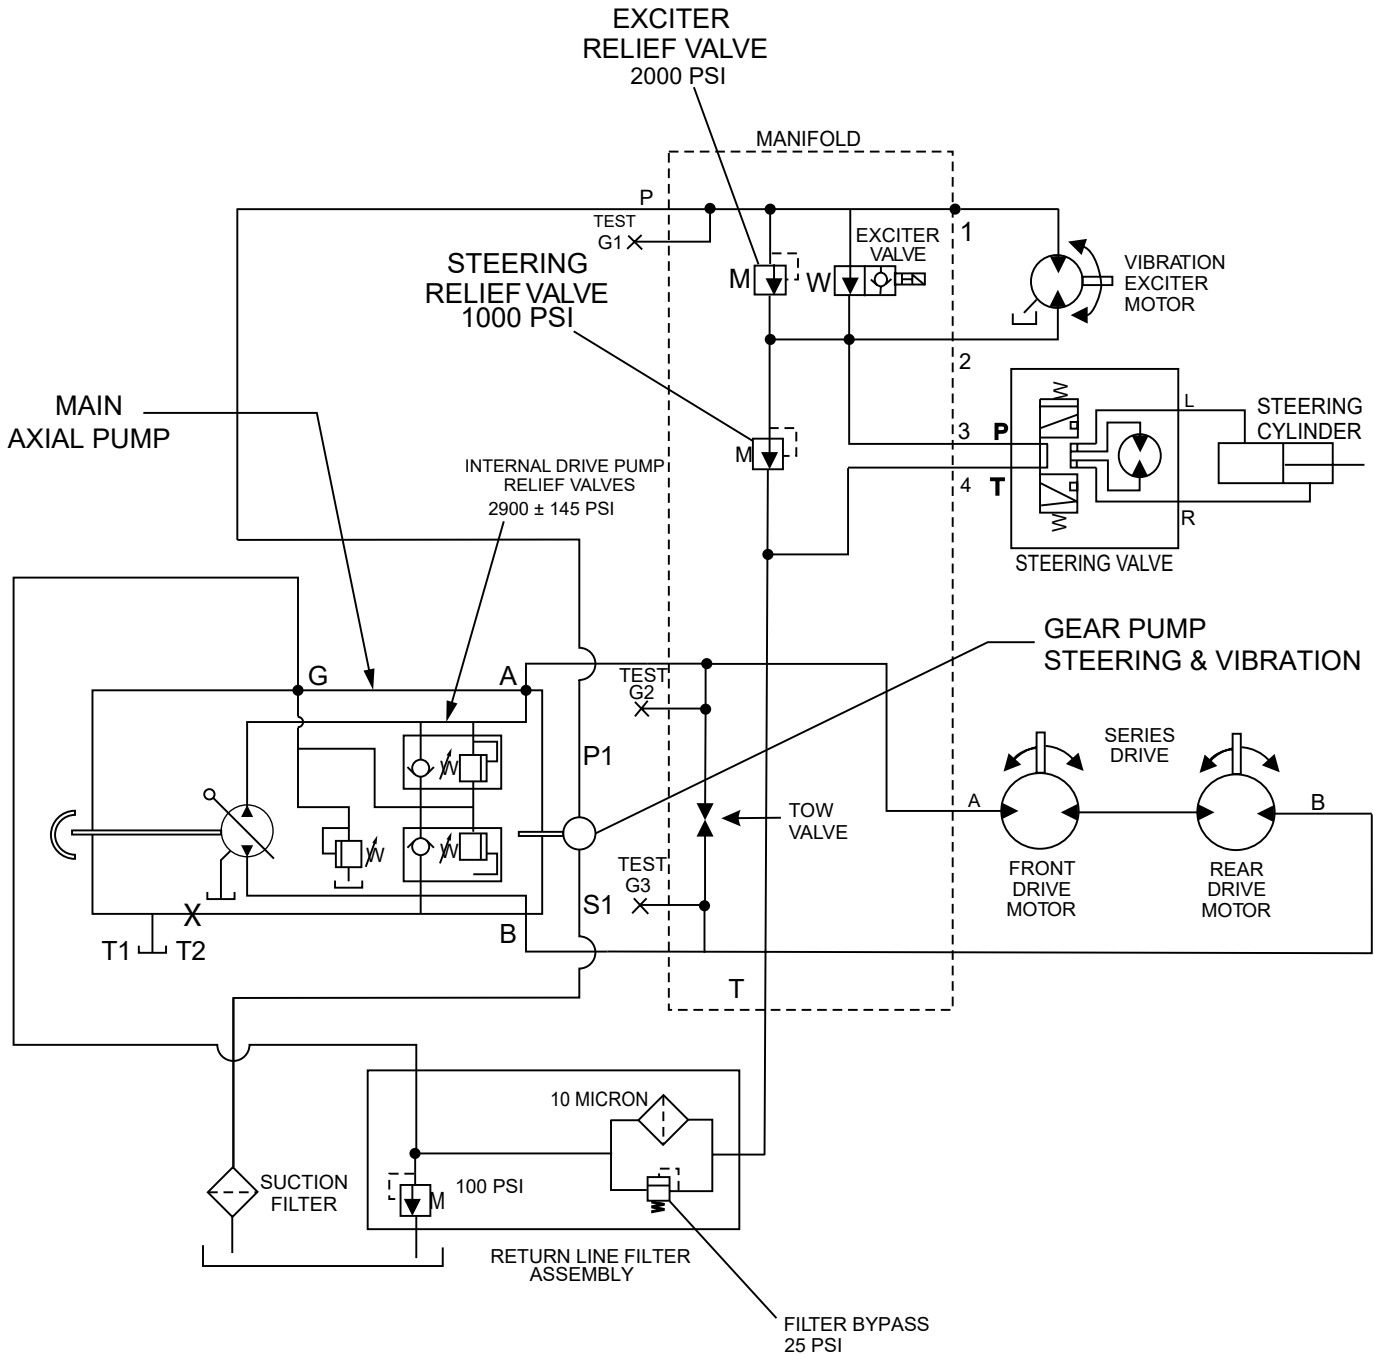 EXCITER
RELIEF VALVE
2000 PSI
MANIFOLD
P
TEST
G1
1
EXCITER
VALVE
STEERING
RELIEF VALVE
1000 PSI
M
W
VIBRATION
EXCITER
MOTOR
2
MAIN
AXIAL PUMP
L
STEERING
CYLINDER
3
P
M
INTERNAL DRIVE PUMP
RELIEF VALVES
2900 ± 145 PSI
4
T
R
STEERING VALVE
GEAR PUMP
STEERING & VIBRATION
G
A
TEST
G2
P1
W
SERIES
DRIVE
A
B
TOW
VALVE
W
W
TEST
G3
FRONT
DRIVE
MOTOR
REAR
DRIVE
MOTOR
S1
X
B
T1
T2
T
10 MICRON
SUCTION
FILTER
100 PSI
M
RETURN LINE FILTER
ASSEMBLY
FILTER BYPASS
25 PSI